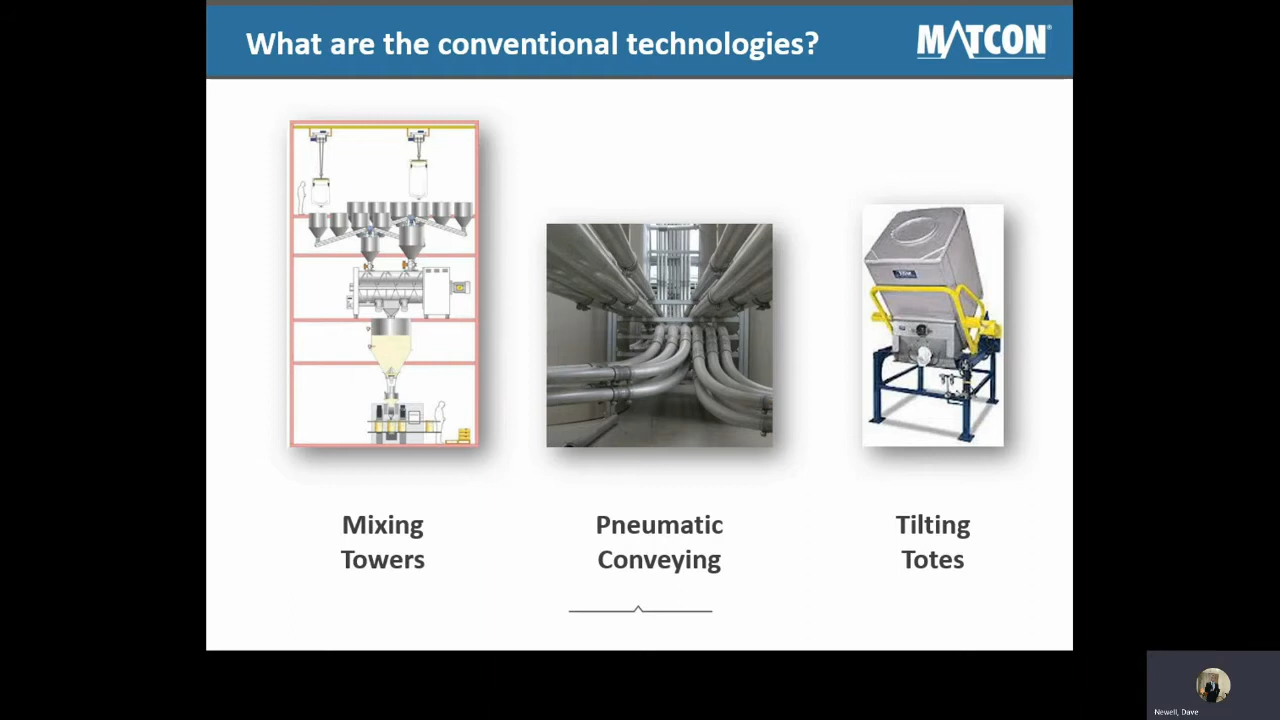 What are the conventional technologies?
MATCON®
Mixing
Towers
Pneumatic
Conveying
Tilting
Totes
Newell, Dave